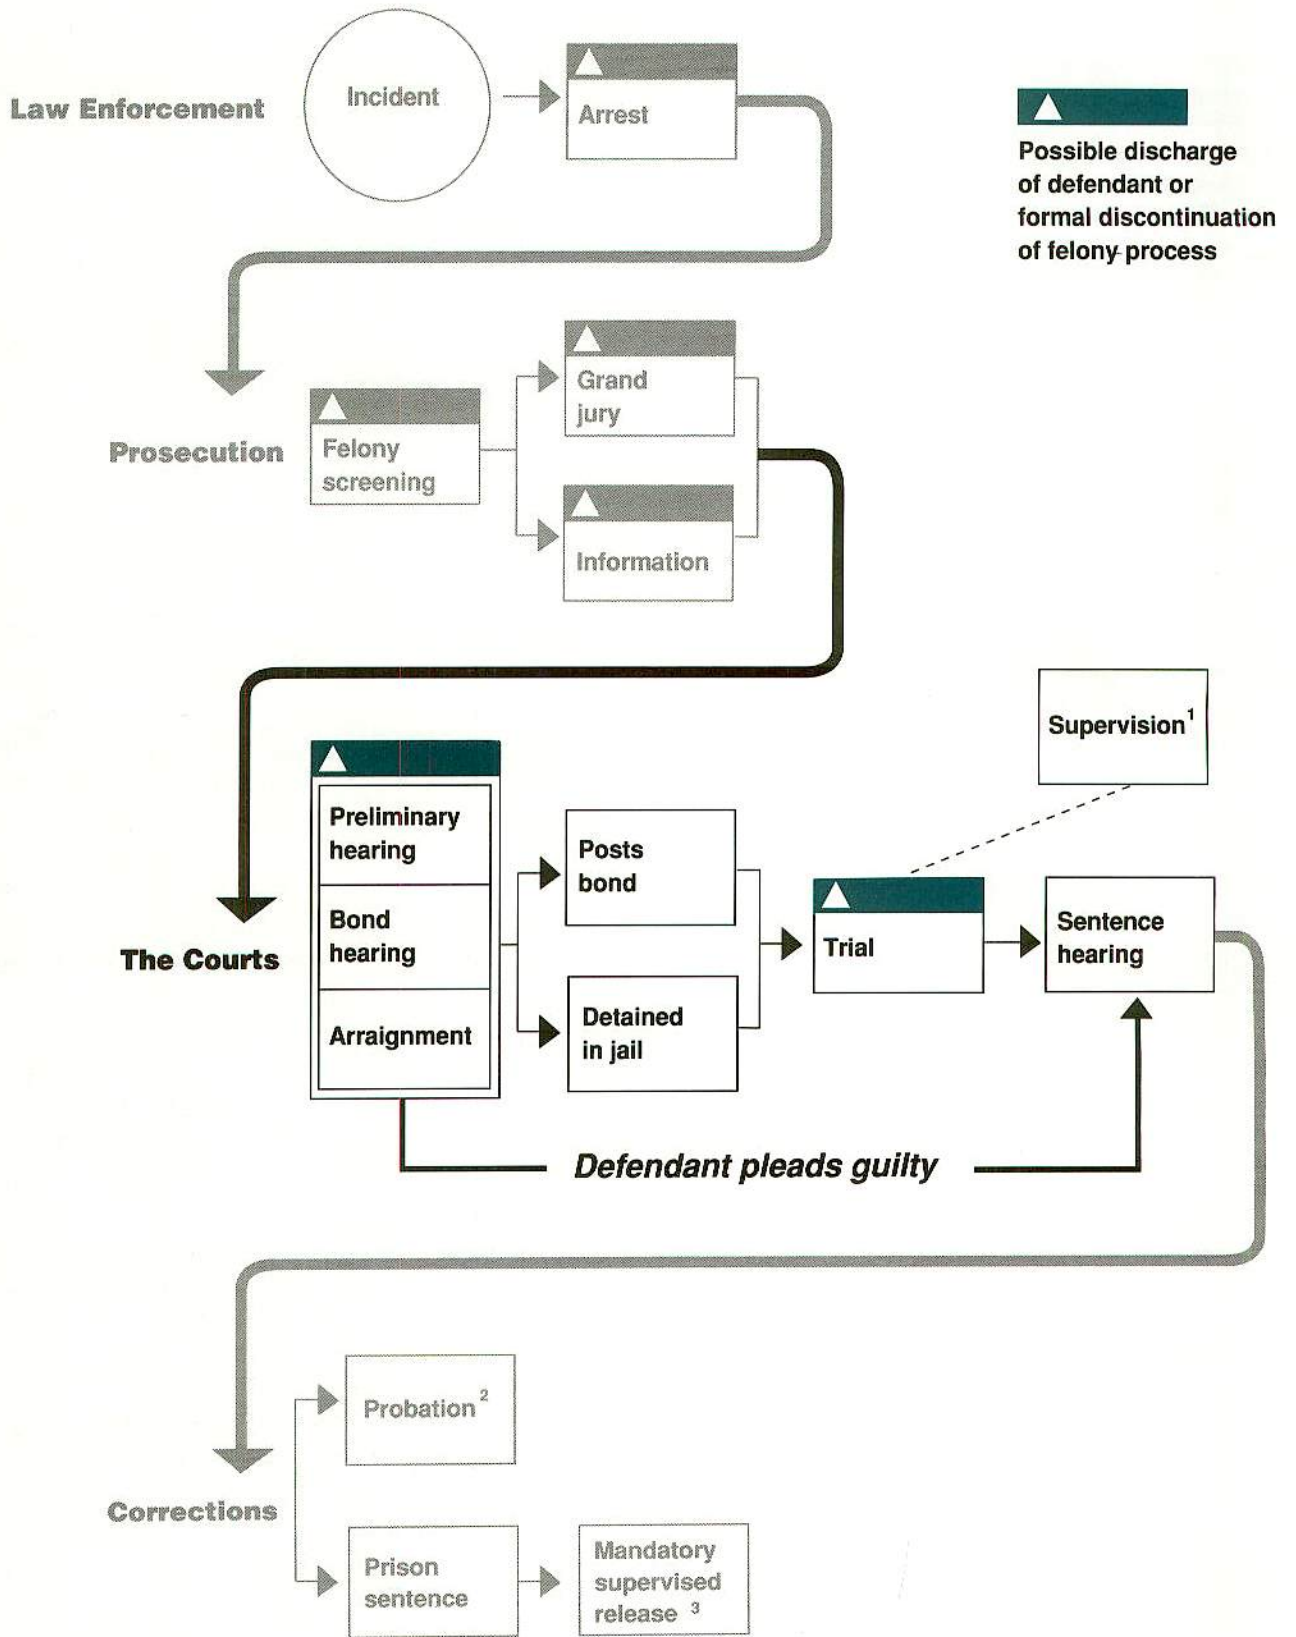 Law Enforcement
Incident
Arrest
Possible discharge
of defendant or
formal discontinuation
of felony process
Prosecution
Felony
screening
Grand
jury
Information
Supervision¹
The Courts
Preliminary
hearing
Bond
hearing
Arraignment
Posts
bond
Detained
in jail
Trial
Sentence
hearing
Defendant pleads guilty
Corrections
Probation²
Prison
sentence
Mandatory
supervised
release ³